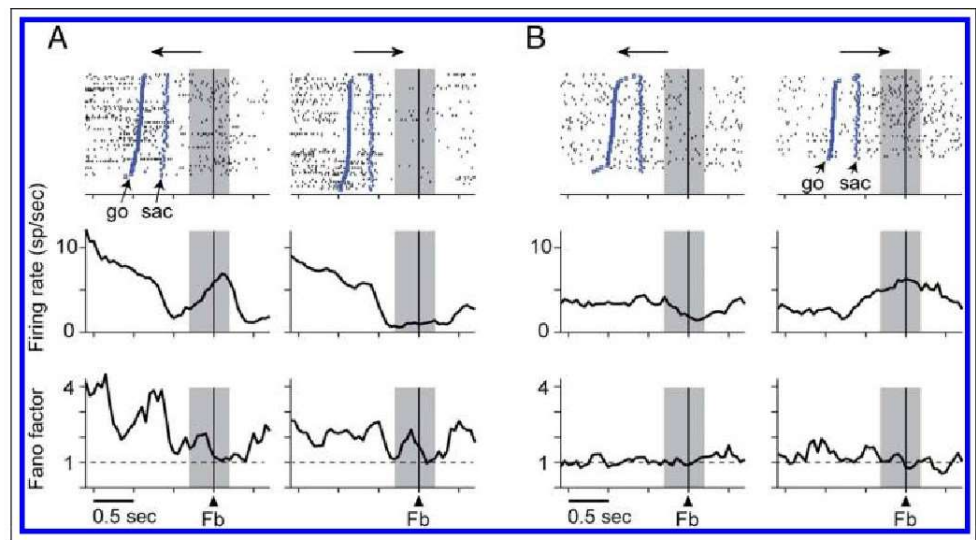 A
B
go sac
go sac
Firing rate (sp/sec)
10
0
10
0
Fano factor
4
1
4
1
0.5 sec
Fb
Fb
0.5 sec
Fb
Fb